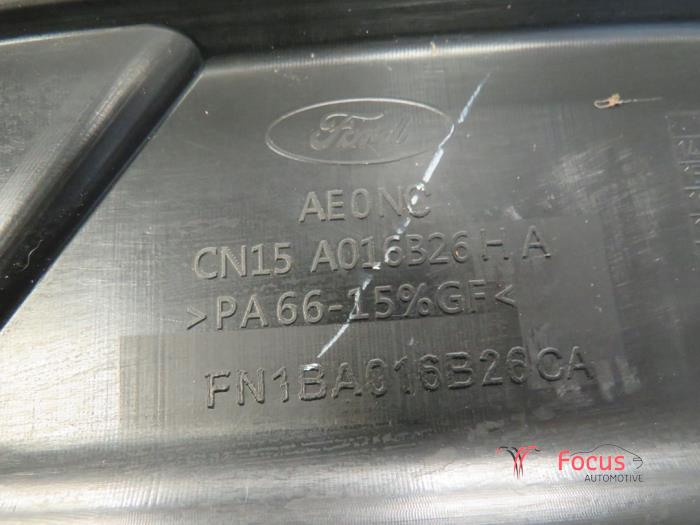 Ford
AE0NC
CN15 A016B26 H A
>PA 66-15%GF<
FN1BA016B26CA
Focus
AUTOMOTIVE